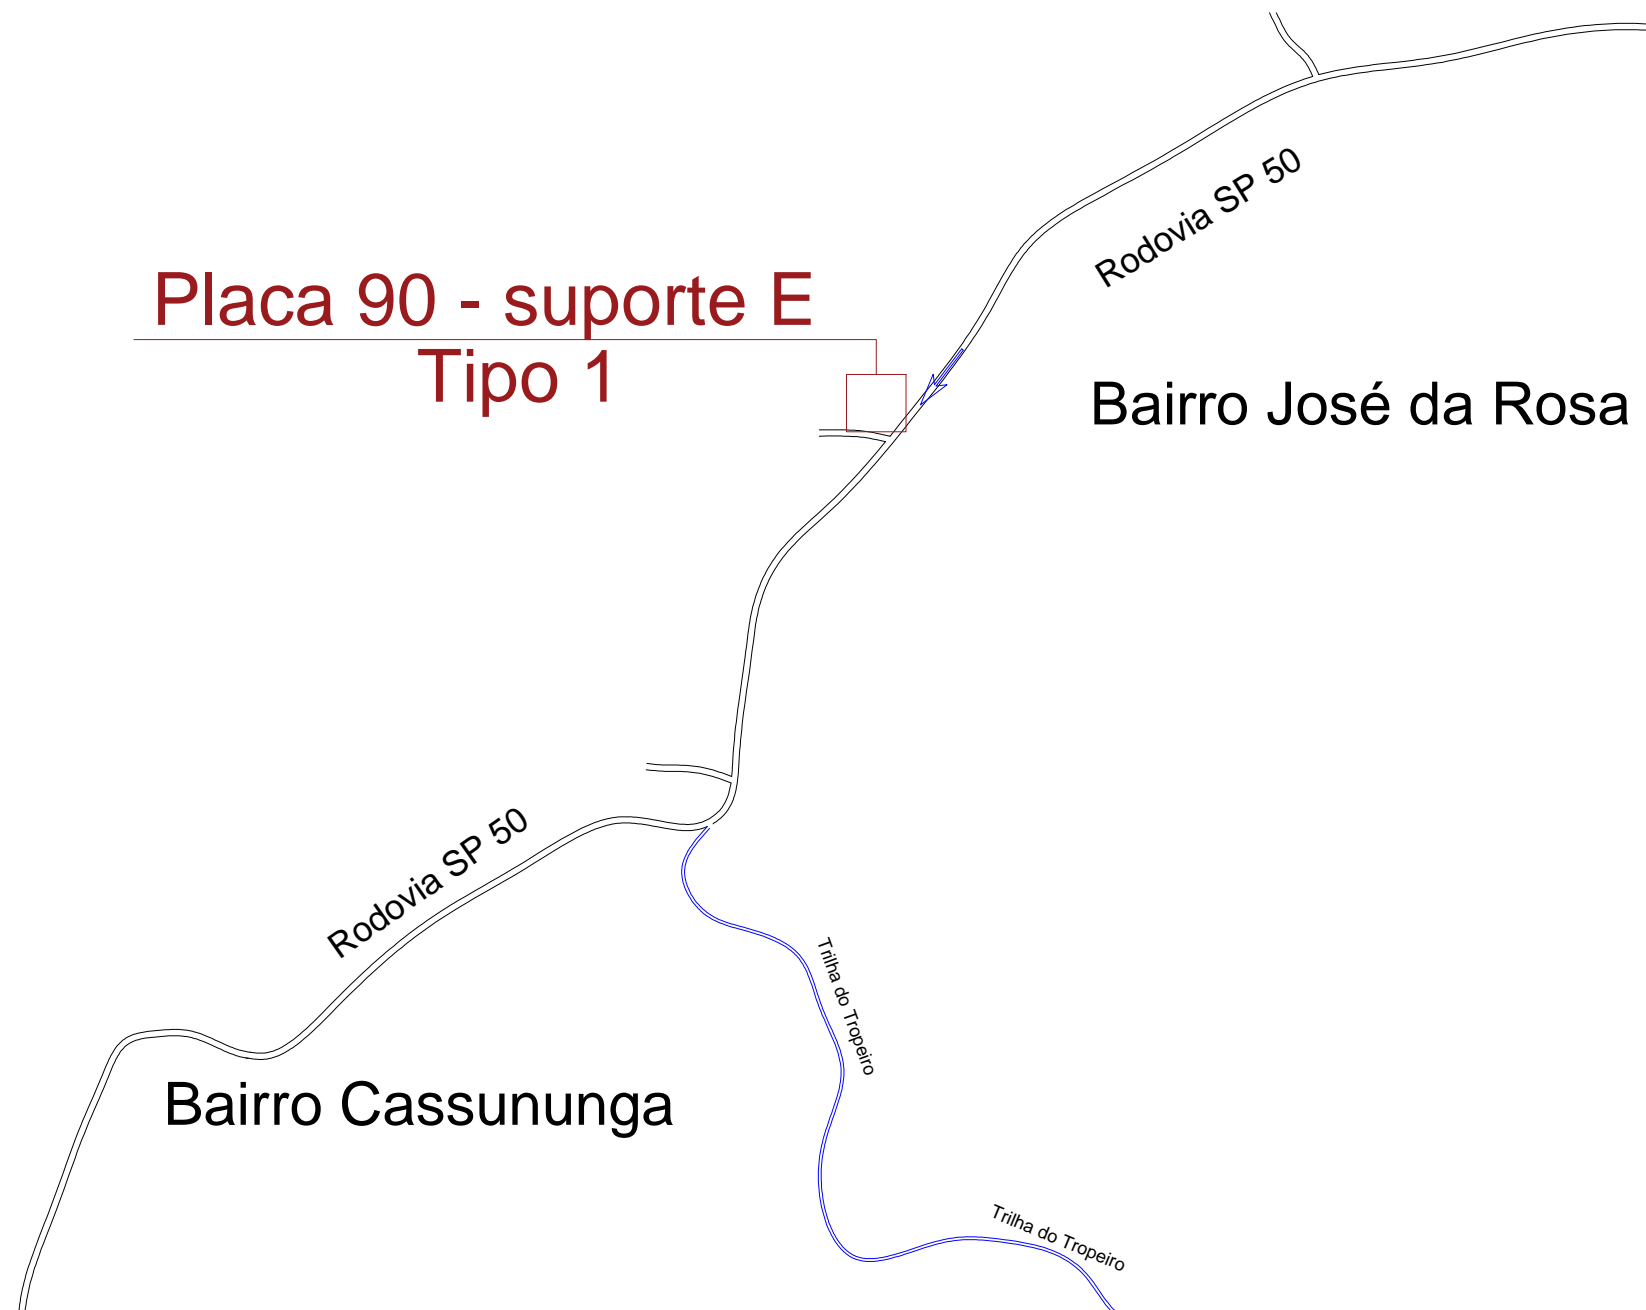 Rodovia SP 50
Placa 90 - suporte E
Tipo 1
Bairro José da Rosa
Rodovia SP 50
Trilha do Tropeiro
Bairro Cassununga
Trilha do Tropeiro